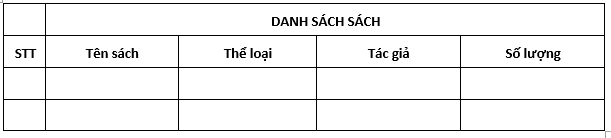 DANH SÁCH SÁCH
STT Tên sách Thể loại Tác giả Số lượng